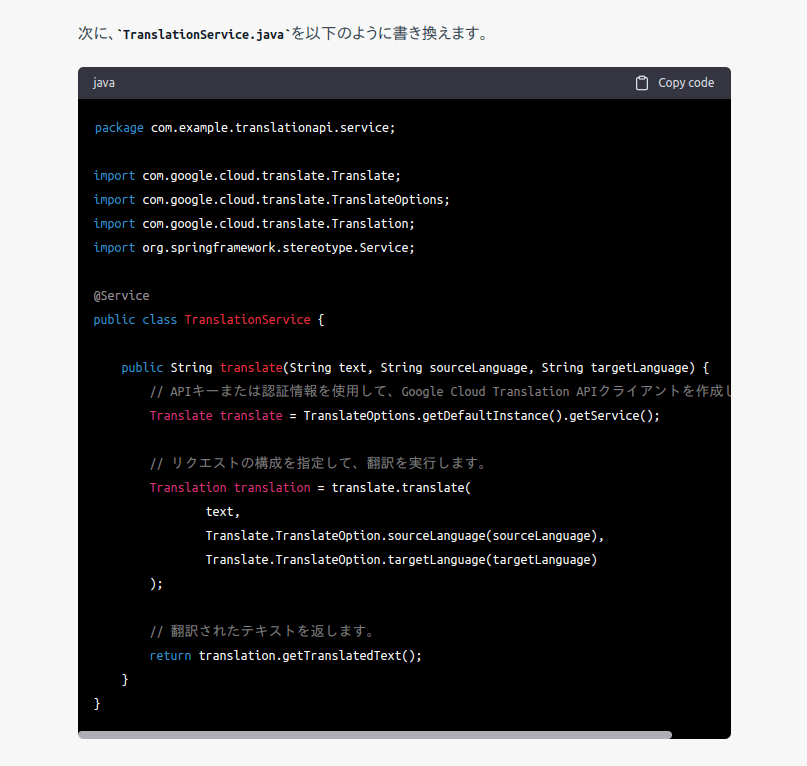 次に、`TranslationService.java`を以下のように書き換えます。
java
Copy code
package com.example.translationapi.service;
import com.google.cloud.translate.Translate;
import com.google.cloud.translate.TranslateOptions;
import com.google.cloud.translate.Translation;
import org.springframework.stereotype.Service;
@Service
public class TranslationService {
public String translate(String text, String sourceLanguage, String targetLanguage) {
// APIキーまたは認証情報を使用して、Google Cloud Translation APIクライアントを作成し
Translate translate = TranslateOptions.getDefaultInstance().getService();
// リクエストの構成を指定して、翻訳を実行します。
Translation translation = translate.translate(
text,
Translate.TranslateOption.sourceLanguage(sourceLanguage),
Translate.TranslateOption.targetLanguage(targetLanguage)
);
// 翻訳されたテキストを返します。
return translation.getTranslatedText();
}
}